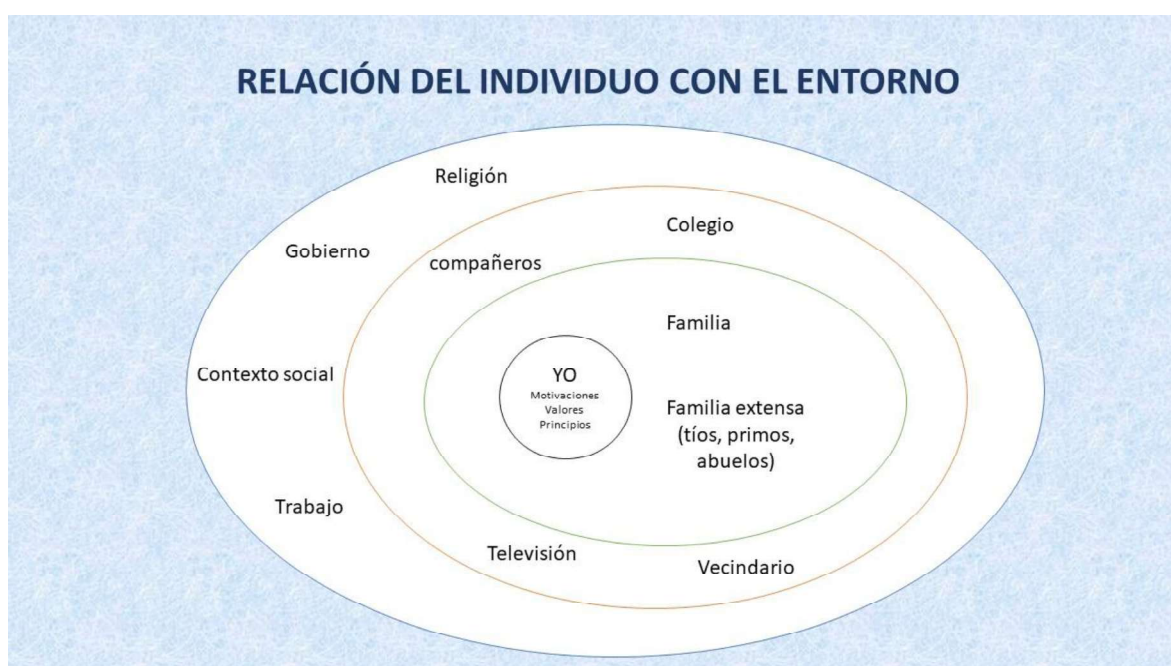 RELACIÓN DEL INDIVIDUO CON EL ENTORNO
Religión
Colegio
Gobierno
compañeros
Familia
Contexto social
YO
Motivaciones
Valores
Principios
Familia extensa
(tíos, primos,
abuelos)
Trabajo
Televisión
Vecindario